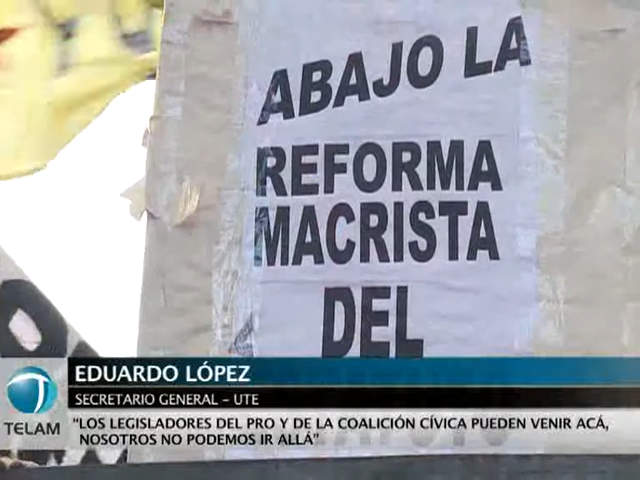 ABAJO LA
REFORMA
MACRISTA
DEL
EDUARDO LÓPEZ
SECRETARIO GENERAL – UTE
TELAM
“LOS LEGISLADORES DEL PRO Y DE LA COALICIÓN CÍVICA PUEDEN VENIR ACÁ,
NOSOTROS NO PODEMOS IR ALLÁ”